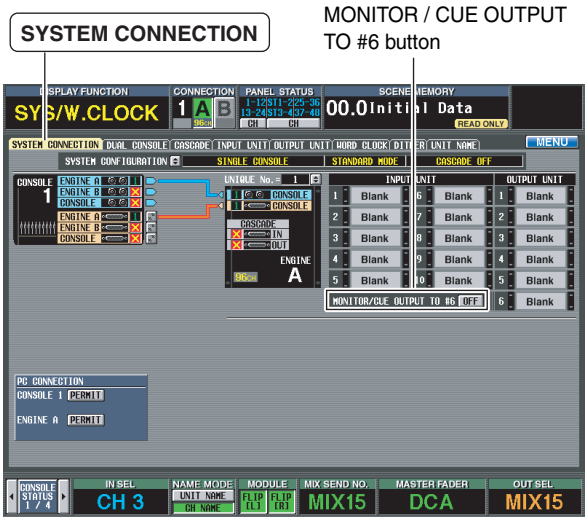 SYSTEM CONNECTION
MONITOR / CUE OUTPUT
TO #6 button
DISPLAY FUNCTION
SYS/W.CLOCK
CONNECTION
1 A B
96CH
PANEL STATUS
1-12 ST1-2 25-36
13-24 ST3-4 37-48
CH CH
SCENE MEMORY
00.0 Initial Data
READ ONLY
SYSTEM CONNECTION DUAL CONSOLE CASCADE INPUT UNIT OUTPUT UNIT WORD CLOCK DITHER UNIT NAME
MENU
SYSTEM CONFIGURATION SINGLE CONSOLE STANDARD MODE CASCADE OFF
CONSOLE
1
ENGINE A 1
ENGINE B
CONSOLE
ENGINE A 1
ENGINE B
CONSOLE
UNIQUE No.= 1
1 CONSOLE
1 CONSOLE
CASCADE
IN
OUT
ENGINE
96CH A
INPUT UNIT
1 Blank 6 Blank
2 Blank 7 Blank
3 Blank 8 Blank
4 Blank 9 Blank
5 Blank 10 Blank
OUTPUT UNIT
1 Blank
2 Blank
3 Blank
4 Blank
5 Blank
MONITOR/CUE OUTPUT TO #6 OFF
6 Blank
PC CONNECTION
CONSOLE 1 PERMIT
ENGINE A PERMIT
CONSOLE
STATUS
1 / 4
IN SEL
CH 3
NAME MODE
UNIT NAME
CH NAME
MODULE
FLIP [L]
FLIP [R]
MIX SEND NO.
MIX15
MASTER FADER
DCA
OUT SEL
MIX15